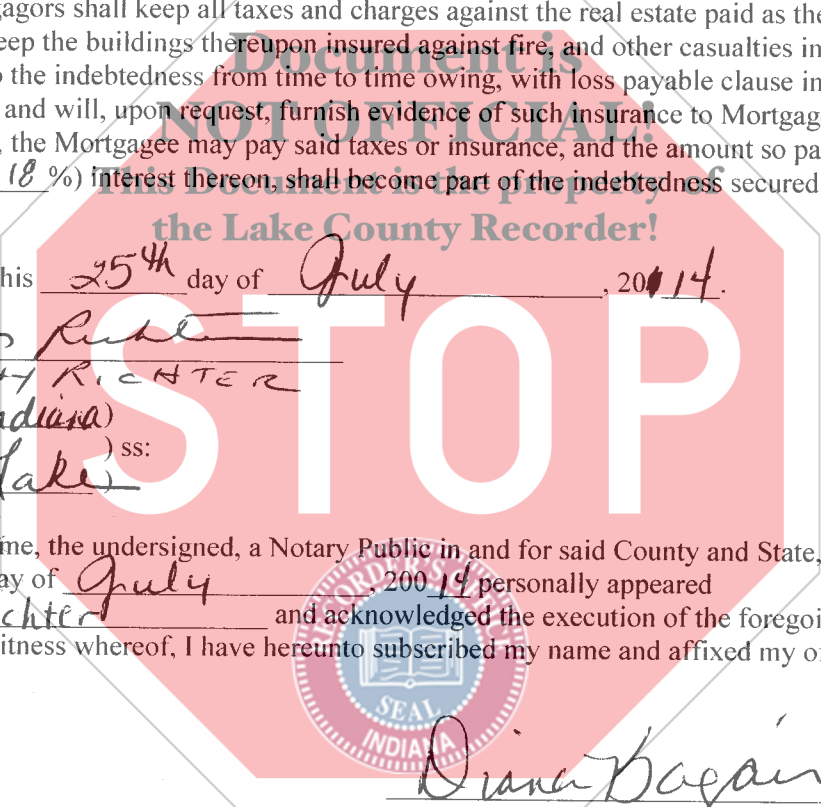 gagors shall keep all taxes and charges against the real estate paid as the
eep the buildings thereupon insured against fire, and other casualties in
o the indebtedness from time to time owing, with loss payable clause in
and will, upon request, furnish evidence of such insurance to Mortgag
, the Mortgagee may pay said taxes or insurance, and the amount so pa
18 %) interest thereon, shall become part of the indebtedness secured
Document is
NOT OFFICIAL!
This Document is the property of
the Lake County Recorder!
his 25th day of July, 2014.
RICHTER
ndiana)
) ss:
Lake)
STOP
me, the undersigned, a Notary Public in and for said County and State,
ay of July, 200 14 personally appeared
chter and acknowledged the execution of the foregoi
itness whereof, I have hereunto subscribed my name and affixed my o
SEAL
INDIANA
Diana